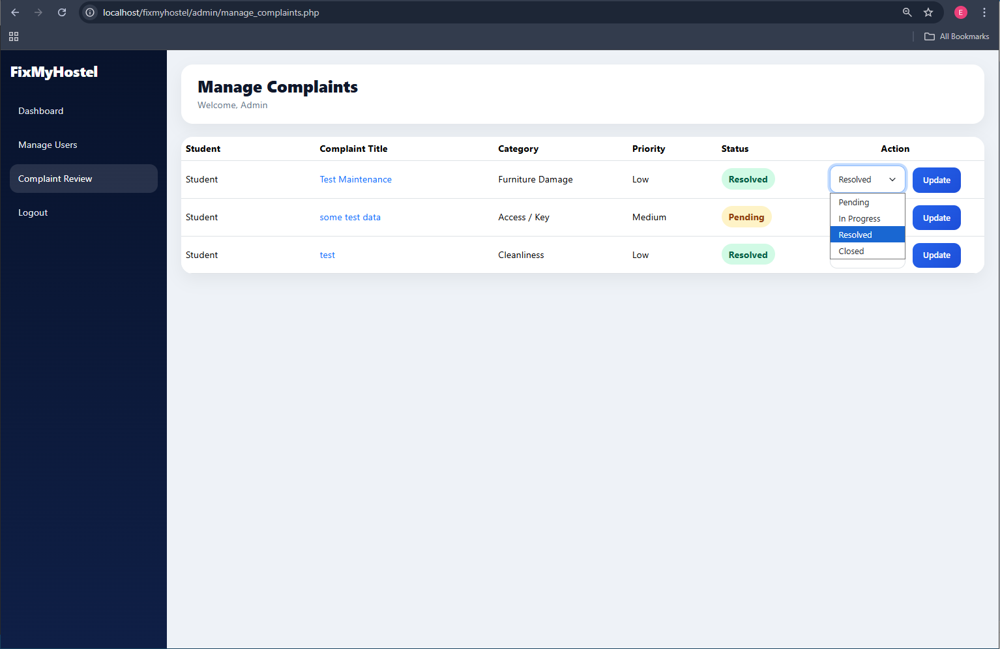 localhost/fixmyhostel/admin/manage_complaints.php
E
All Bookmarks
FixMyHostel
Dashboard
Manage Users
Complaint Review
Logout
Manage Complaints
Welcome, Admin
Student Complaint Title Category Priority Status Action
Student Test Maintenance Furniture Damage Low Resolved Resolved Update
Pending
In Progress
Resolved
Closed
Student some test data Access / Key Medium Pending Update
Student test Cleanliness Low Resolved Update